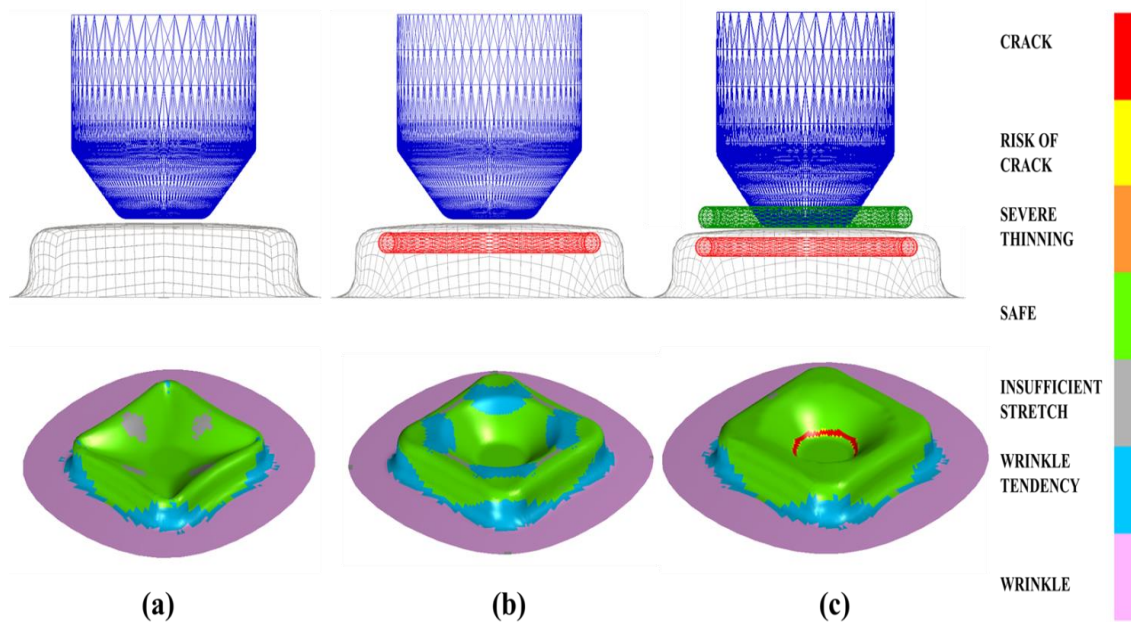 CRACK
RISK OF
CRACK
SEVERE
THINNING
SAFE
INSUFFICIENT
STRETCH
WRINKLE
TENDENCY
WRINKLE
(a)
(b)
(c)